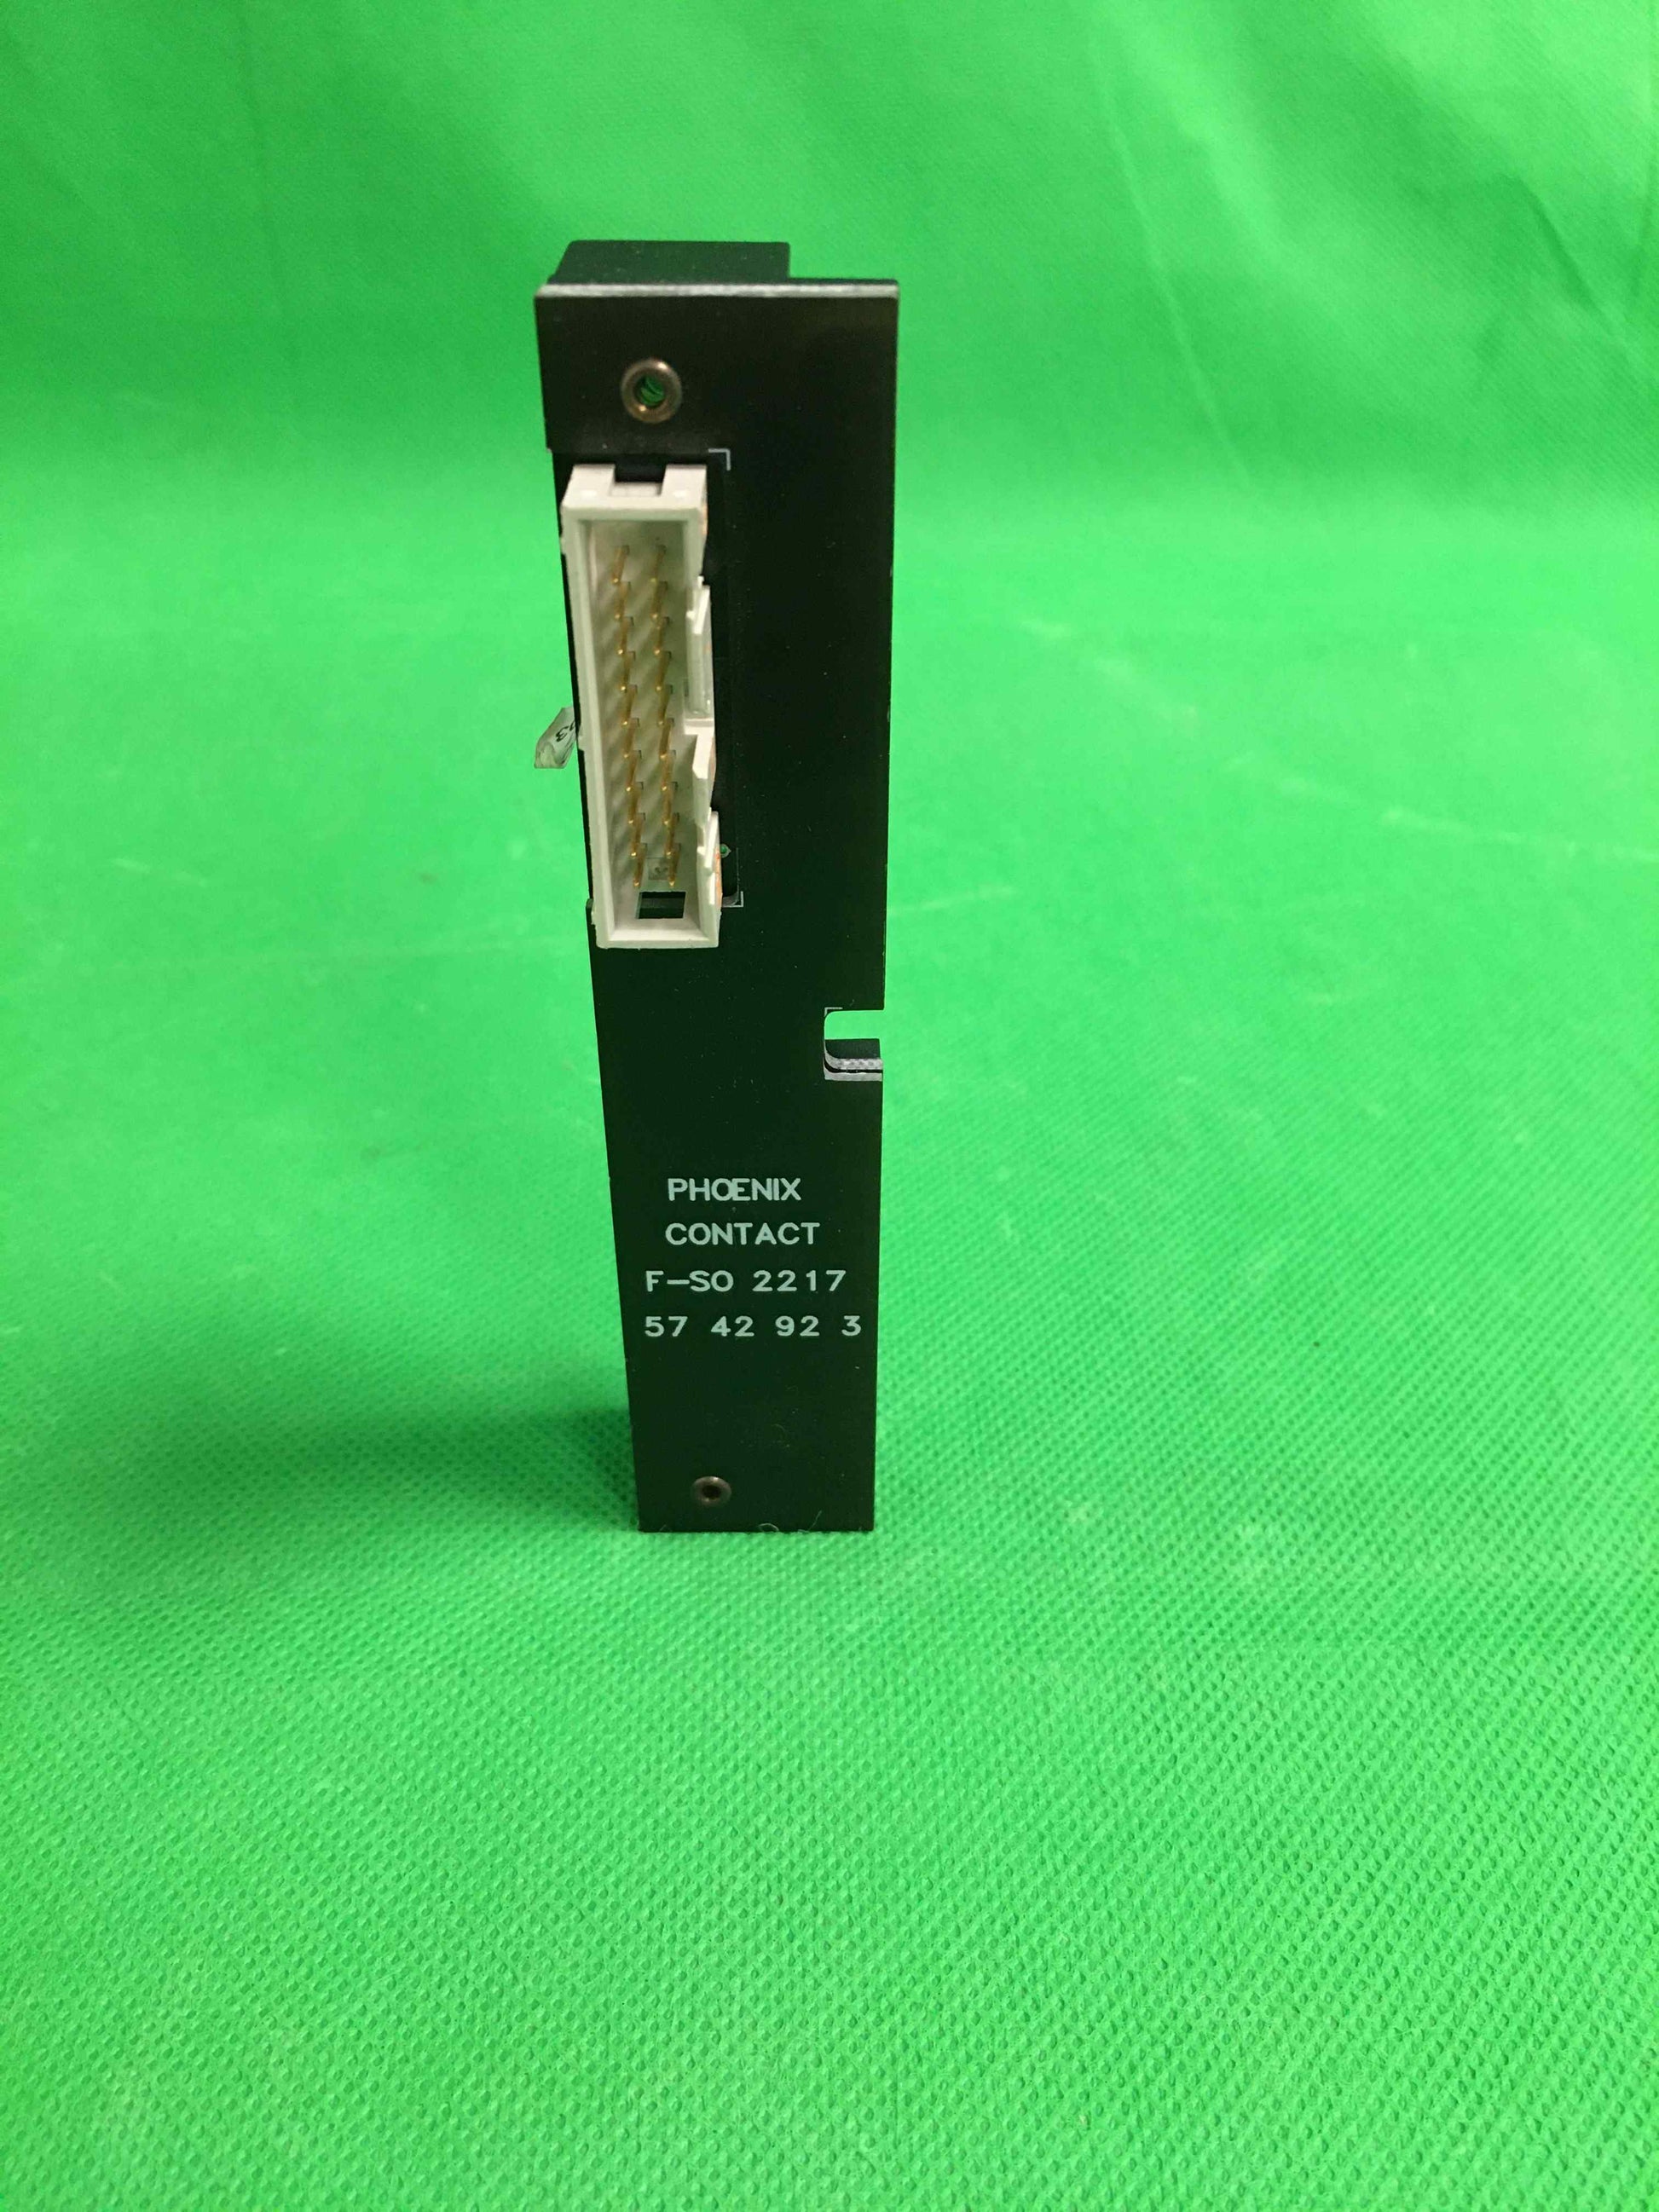 PHOENIX
CONTACT
F-SO 2217
57 42 92 3